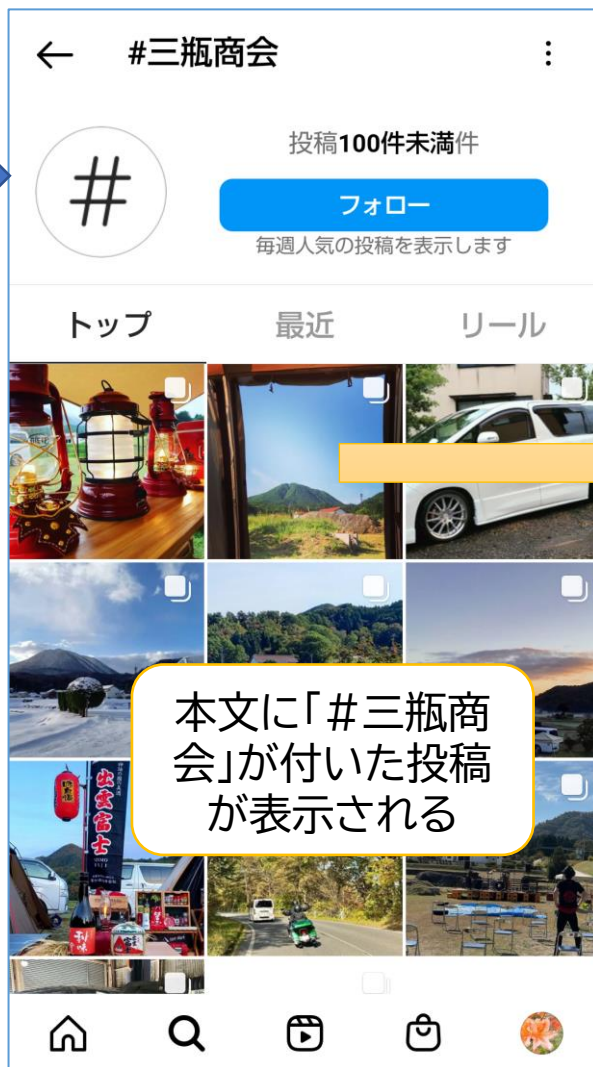 #三瓶商会
投稿100件未満件
フォロー
毎週人気の投稿を表示します
トップ
最近
リール
本文に「#三瓶商
会」が付いた投稿
が表示される
出雲富士